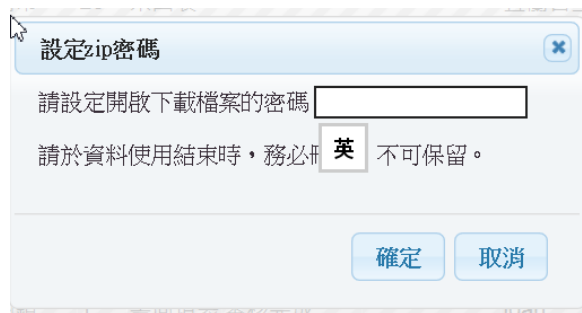 設定zip密碼
請設定開啟下載檔案的密碼
請於資料使用結束時，務必 英 不可保留。
確定 取消